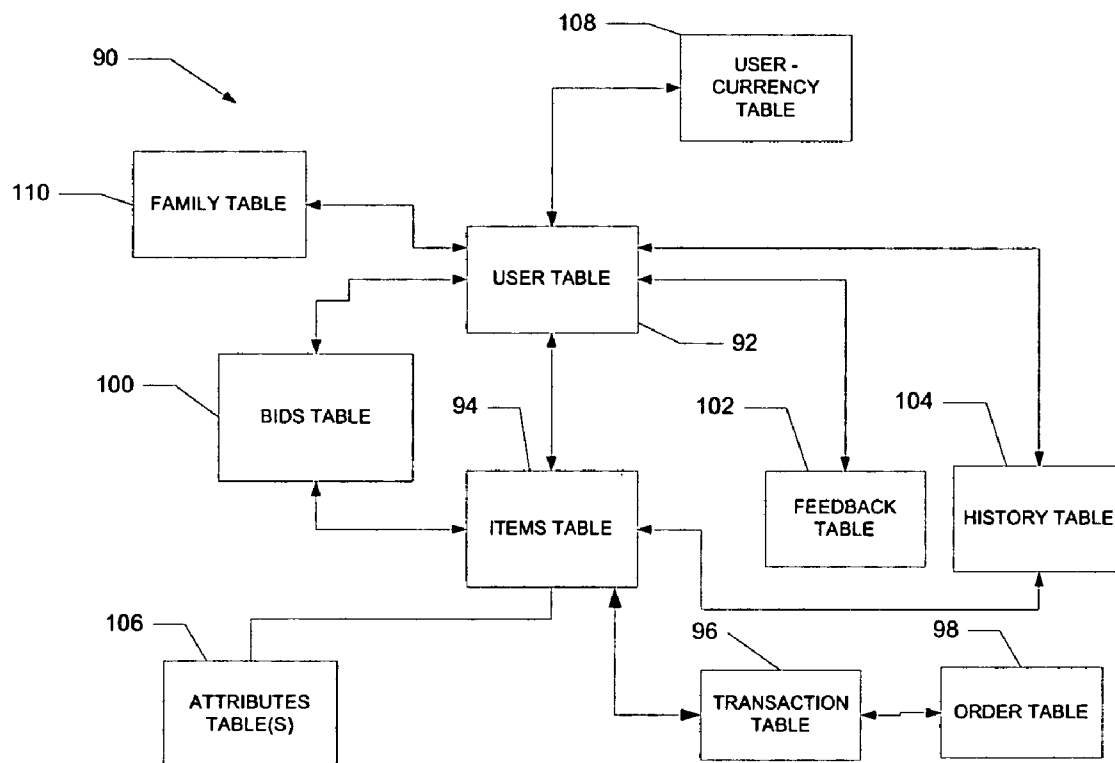 108
USER -
CURRENCY
TABLE
90
110
FAMILY TABLE
USER TABLE
92
100
BIDS TABLE
94
102
104
ITEMS TABLE
FEEDBACK
TABLE
HISTORY TABLE
106
ATTRIBUTES
TABLE(S)
96
98
TRANSACTION
TABLE
ORDER TABLE